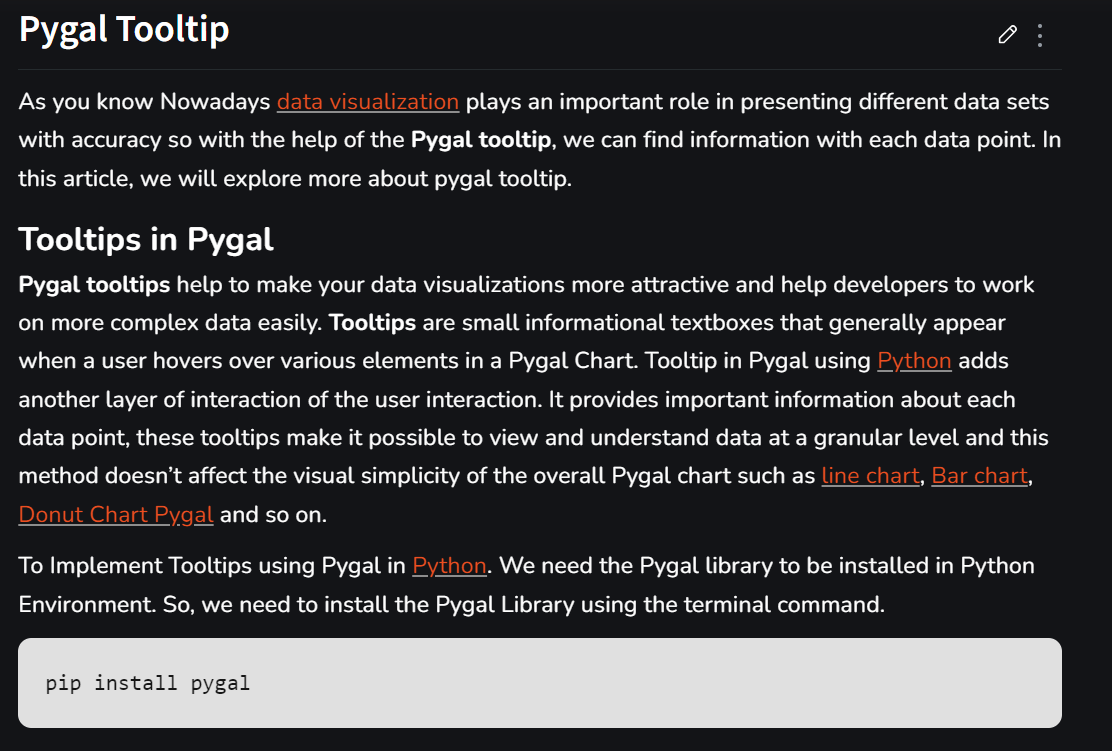 Pygal Tooltip
As you know Nowadays data visualization plays an important role in presenting different data sets
with accuracy so with the help of the Pygal tooltip, we can find information with each data point. In
this article, we will explore more about pygal tooltip.
Tooltips in Pygal
Pygal tooltips help to make your data visualizations more attractive and help developers to work
on more complex data easily. Tooltips are small informational textboxes that generally appear
when a user hovers over various elements in a Pygal Chart. Tooltip in Pygal using Python adds
another layer of interaction of the user interaction. It provides important information about each
data point, these tooltips make it possible to view and understand data at a granular level and this
method doesn’t affect the visual simplicity of the overall Pygal chart such as line chart, Bar chart,
Donut Chart Pygal and so on.
To Implement Tooltips using Pygal in Python. We need the Pygal library to be installed in Python
Environment. So, we need to install the Pygal Library using the terminal command.
pip install pygal